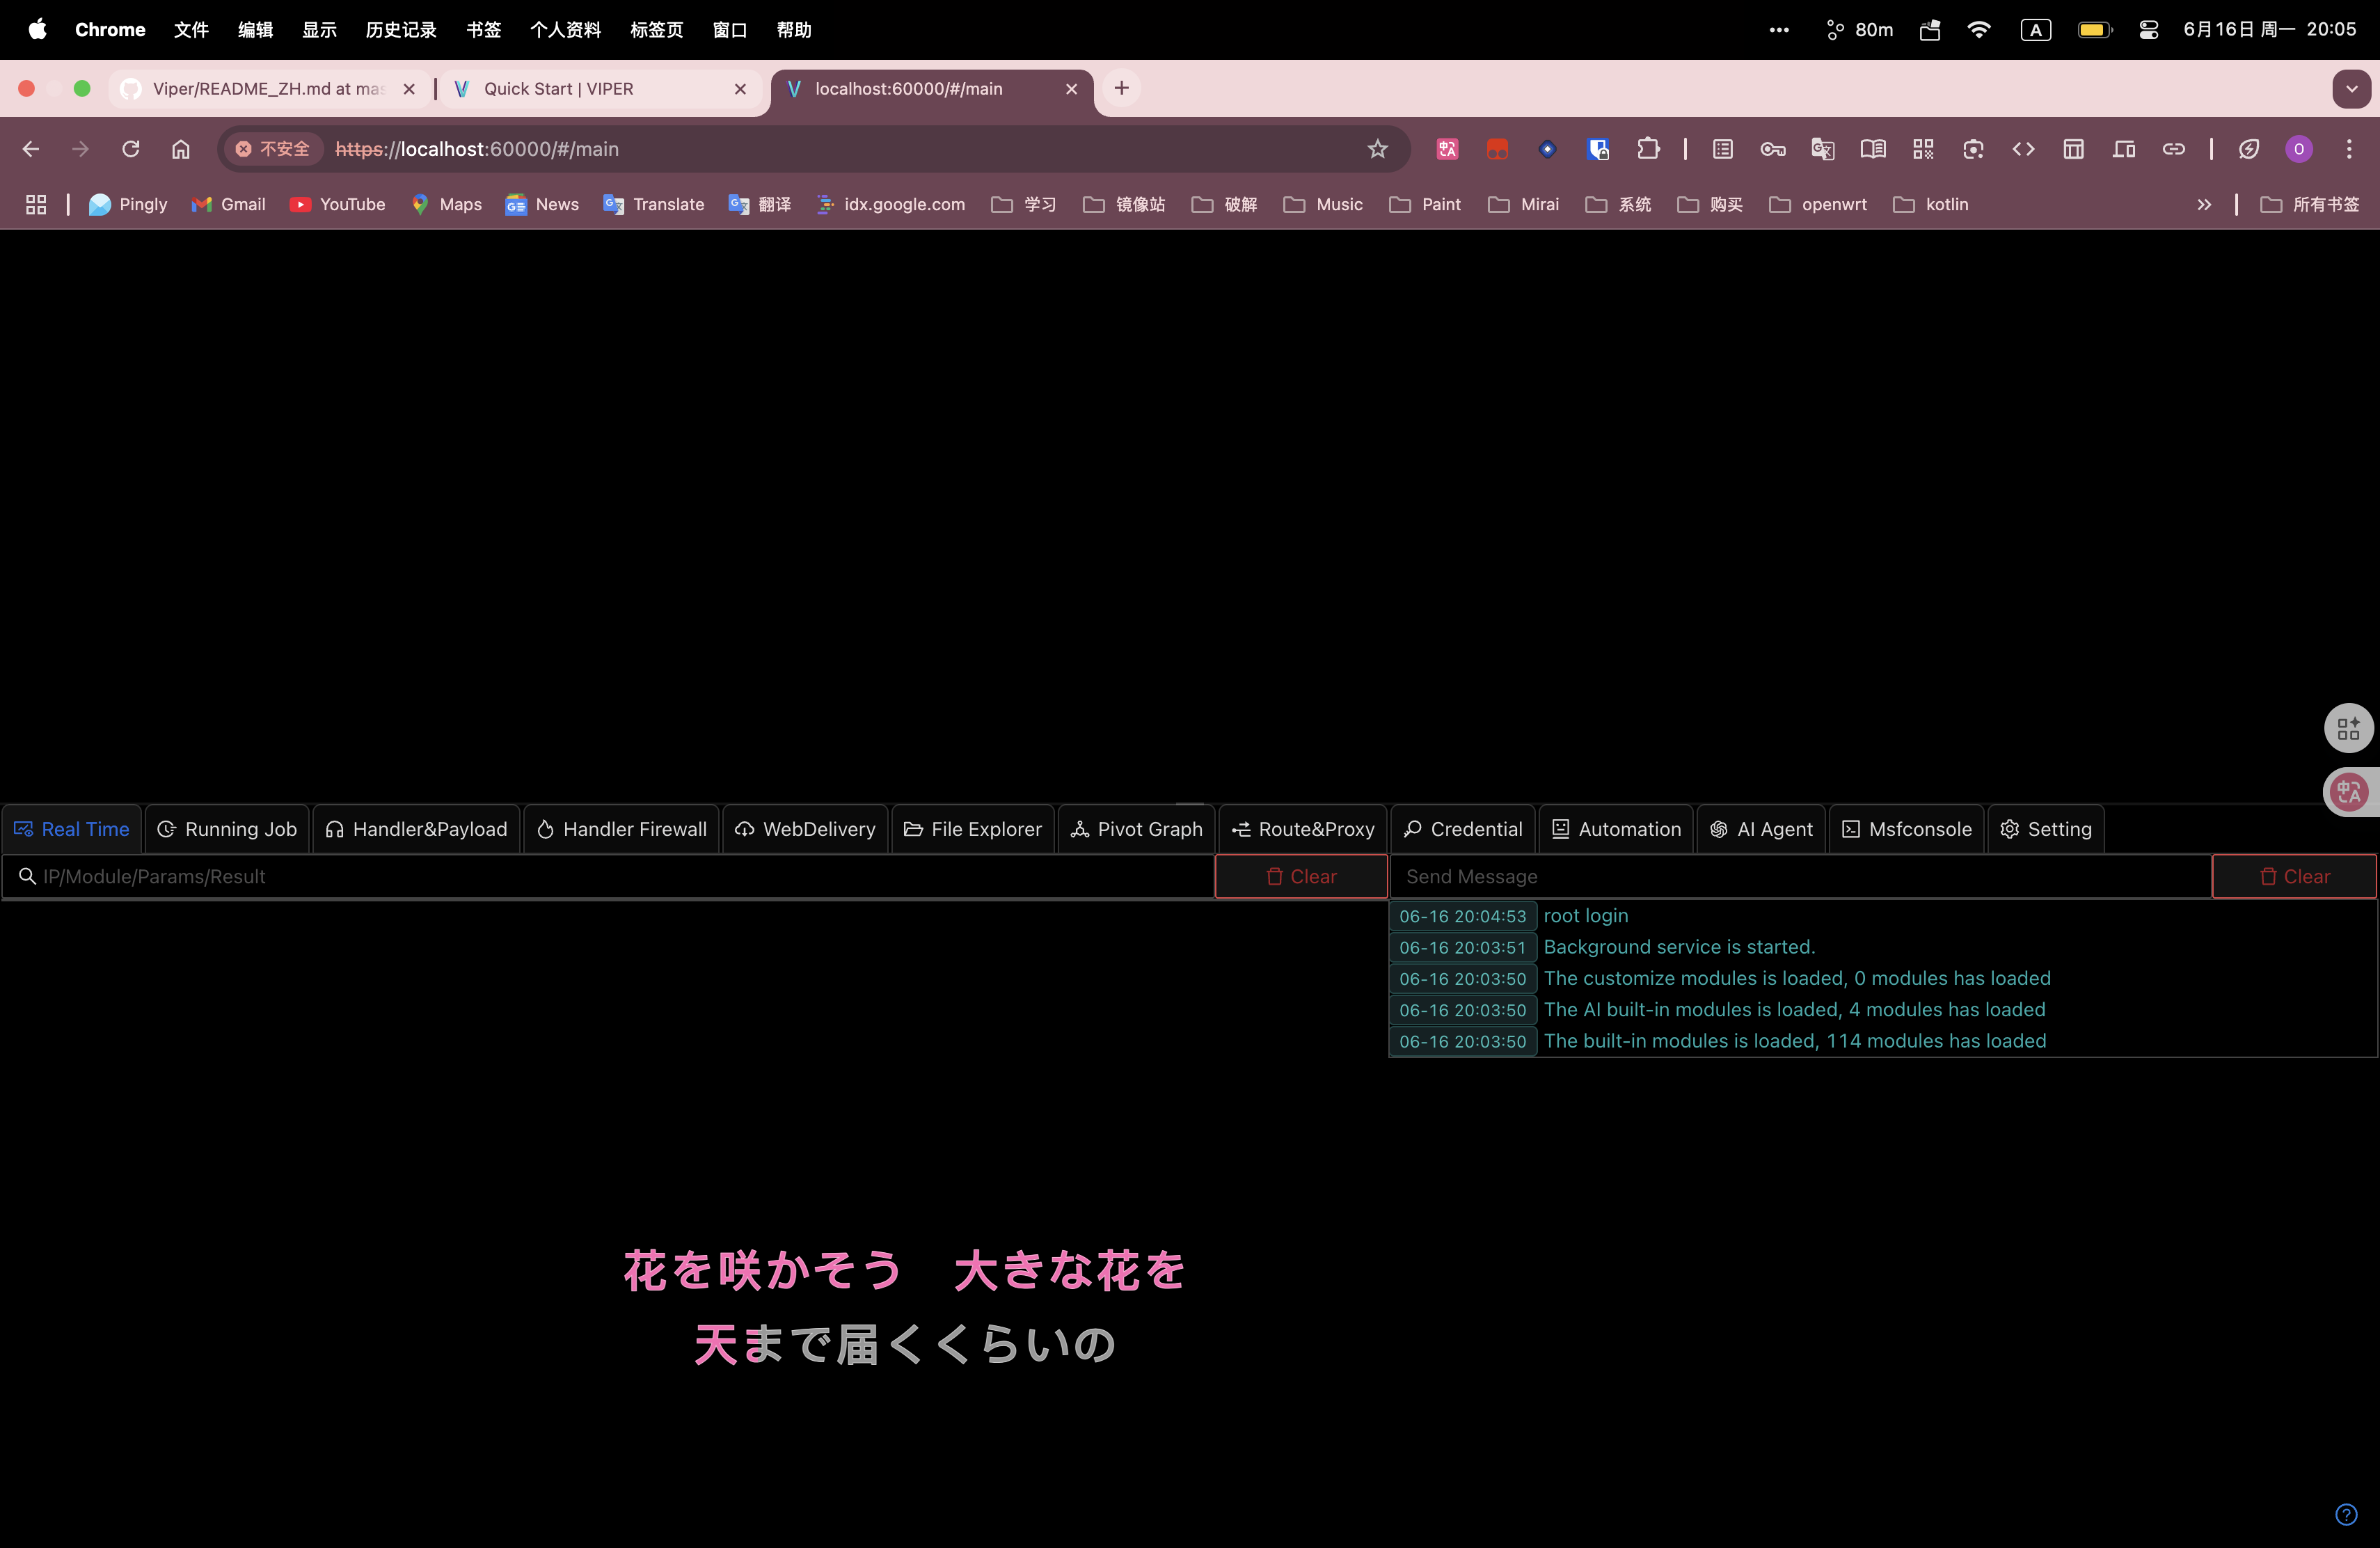 Chrome 文件 编辑 显示 历史记录 书签 个人资料 标签页 窗口 帮助 ••• 80m A 6月16日 周一 20:05
Viper/README_ZH.md at mas Quick Start | VIPER localhost:60000/#/main
不安全 https://localhost:60000/#/main O
Pingly Gmail YouTube Maps News Translate 翻译 idx.google.com 学习 镜像站 破解 Music Paint Mirai 系统 购买 openwrt kotlin 所有书签
Real Time Running Job Handler&Payload Handler Firewall WebDelivery File Explorer Pivot Graph Route&Proxy Credential Automation AI Agent Msfconsole Setting
IP/Module/Params/Result Clear Send Message Clear
06-16 20:04:53 root login
06-16 20:03:51 Background service is started.
06-16 20:03:50 The customize modules is loaded, 0 modules has loaded
06-16 20:03:50 The AI built-in modules is loaded, 4 modules has loaded
06-16 20:03:50 The built-in modules is loaded, 114 modules has loaded
花を咲かそう 大きな花を
天まで届くくらいの